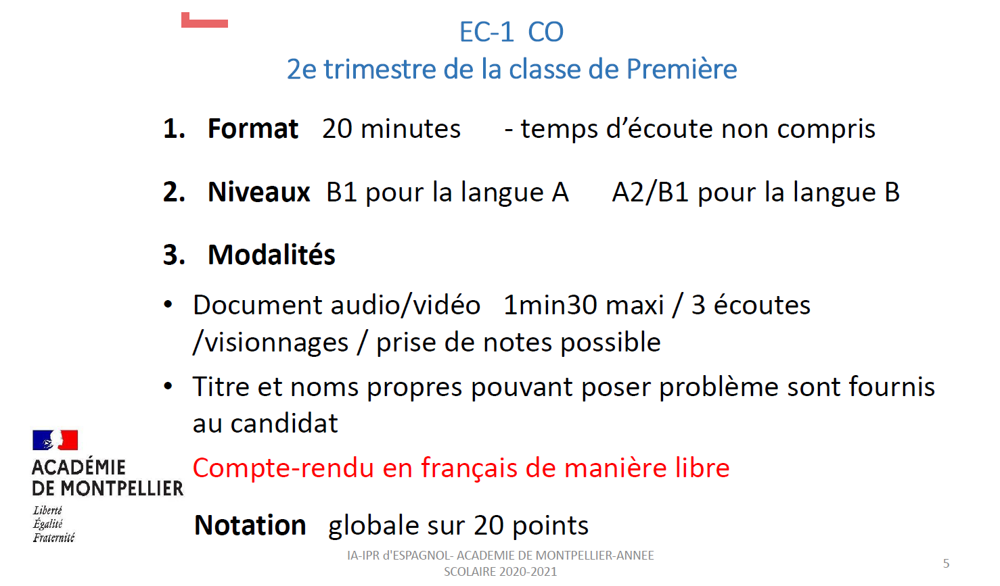 EC-1 CO
2e trimestre de la classe de Première
1. Format 20 minutes - temps d’écoute non compris
2. Niveaux B1 pour la langue A A2/B1 pour la langue B
3. Modalités
• Document audio/vidéo 1min30 maxi / 3 écoutes
/visionnages / prise de notes possible
• Titre et noms propres pouvant poser problème sont fournis
au candidat
Compte-rendu en français de manière libre
Notation globale sur 20 points
ACADÉMIE
DE MONTPELLIER
Liberté
Égalité
Fraternité
IA-IPR d'ESPAGNOL- ACADEMIE DE MONTPELLIER-ANNEE
SCOLAIRE 2020-2021
5